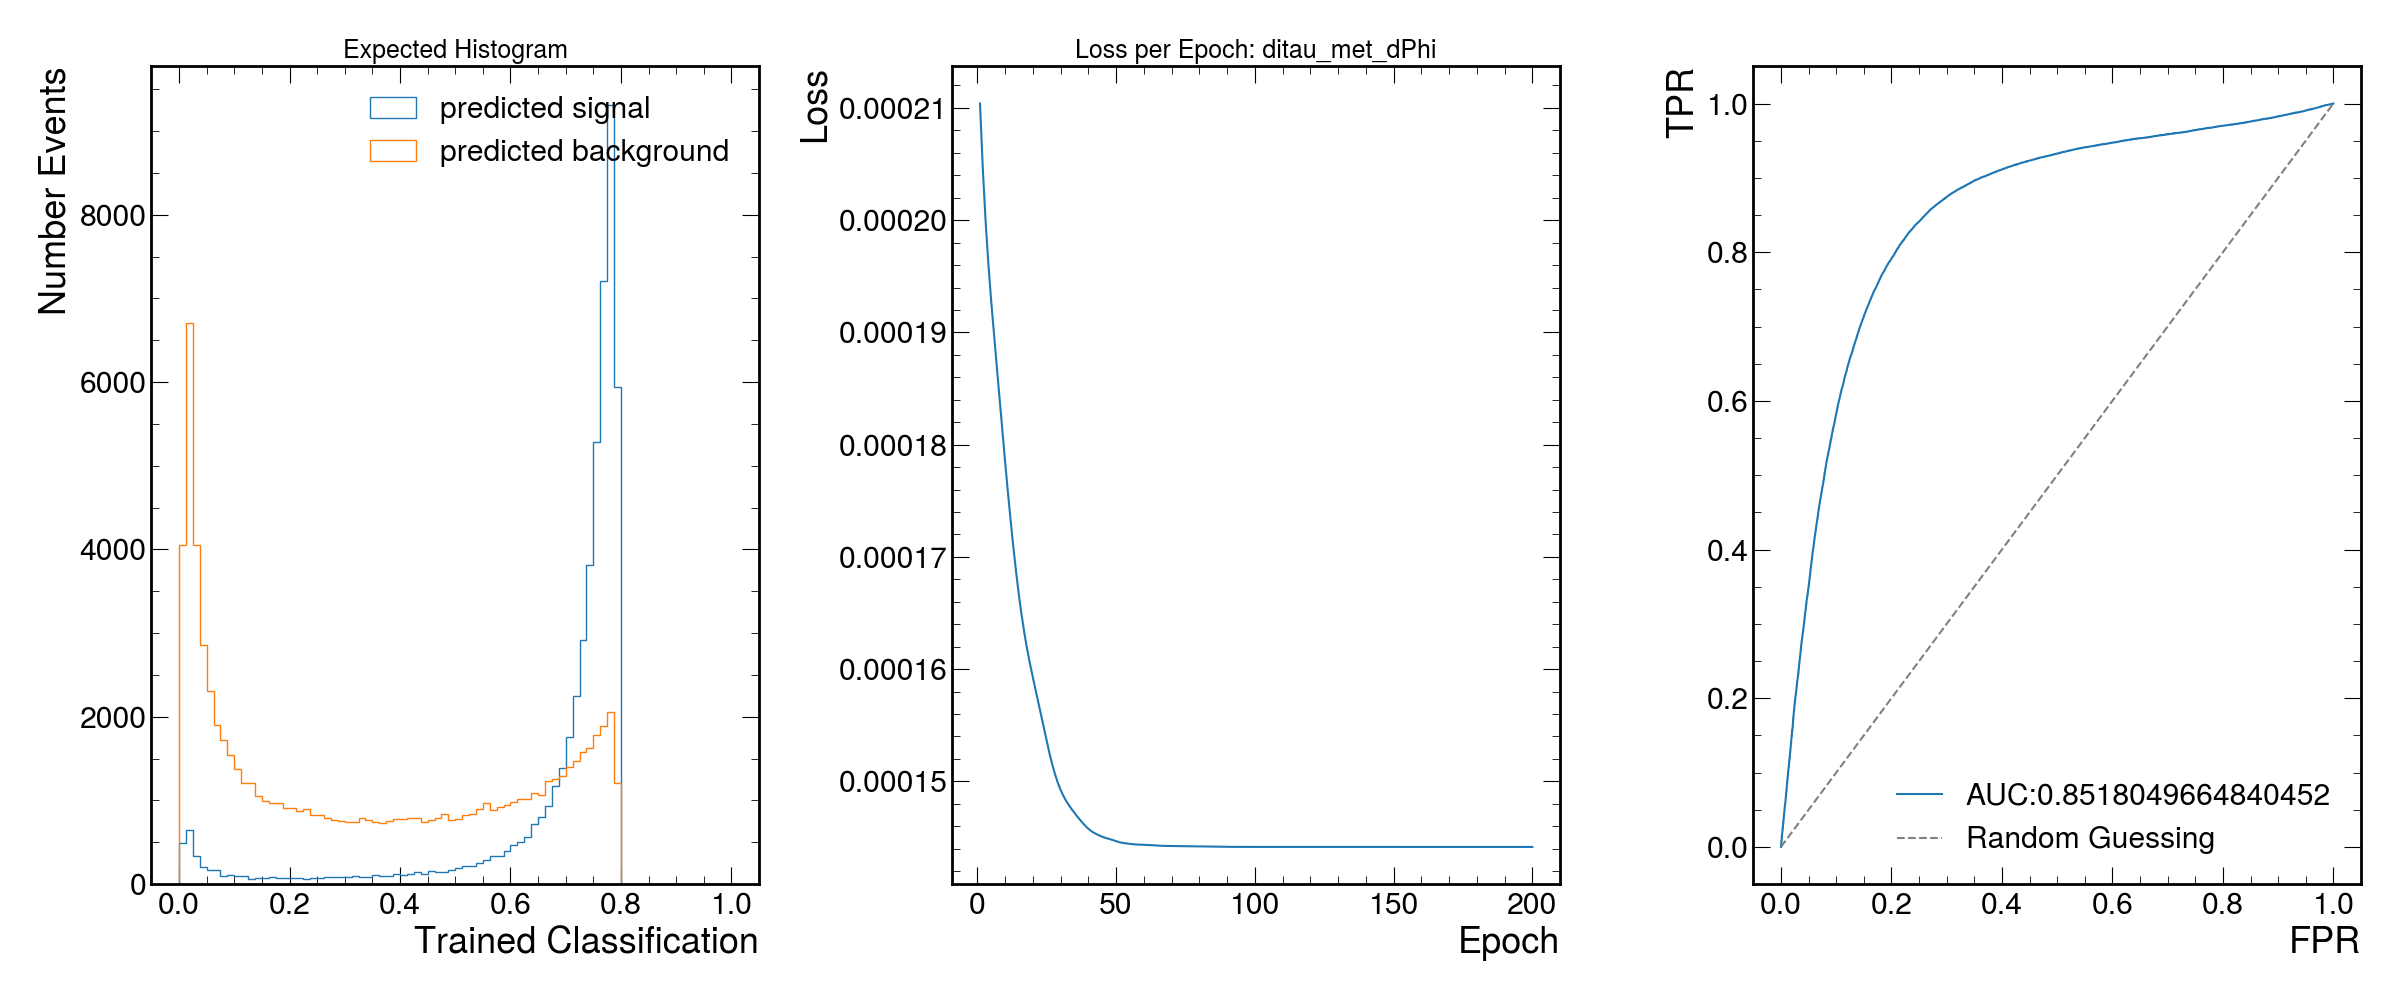 Expected Histogram
Number Events
predicted signal
predicted background
8000
6000
4000
2000
0
0.0 0.2 0.4 0.6 0.8 1.0
Trained Classification
Loss per Epoch: ditau_met_dPhi
Loss
0.00021
0.00020
0.00019
0.00018
0.00017
0.00016
0.00015
0 50 100 150 200
Epoch
TPR
1.0
0.8
0.6
0.4
0.2
0.0
AUC:0.8518049664840452
Random Guessing
0.0 0.2 0.4 0.6 0.8 1.0
FPR